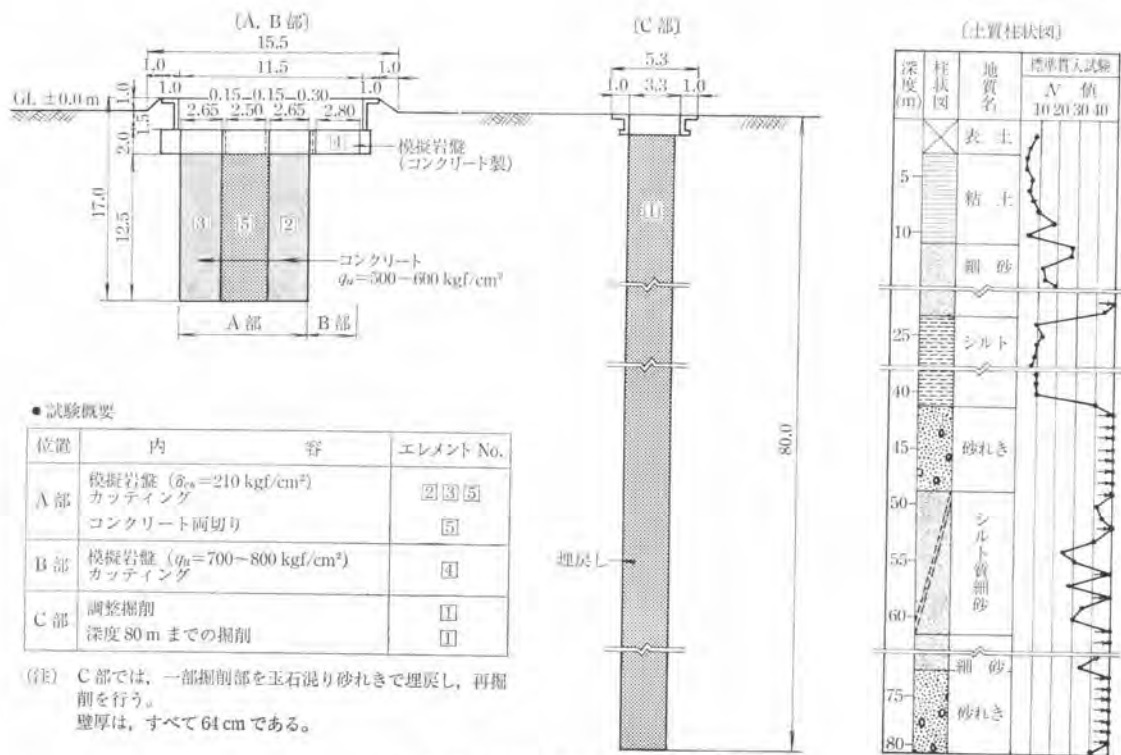 〔A, B 部〕
15.5
1.0
11.5
1.0
1.0
1.0
0.15
0.15
0.30
GL ±0.0 m
1.0
1.5
2.65
2.50
2.65
2.80
2.0
17.0
12.5
4
模擬岩盤
(コンクリート製)
3
5
2
コンクリート
qu=500〜600 kgf/cm²
A 部
B 部
〔C 部〕
5.3
1.0
3.3
1.0
1
80.0
埋戻し
〔土質柱状図〕
深度(m)
柱状図
地質名
標準貫入試験
N 値
10 20 30 40
表土
5
粘土
10
細砂
25
シルト
40
45
砂れき
50
シルト質細砂
55
60
細砂
75
砂れき
80
● 試験概要
位置 内容 エレメント No.
A 部 模擬岩盤 (=210 kgf/cm²)
カッティング 2 3 5
コンクリート両切り 5
B 部 模擬岩盤 (qu=700〜800 kgf/cm²)
カッティング 4
C 部 調整掘削 1
深度 80 m までの掘削 1
(注) C 部では,一部掘削部を玉石混り砂れきで埋戻し,再掘
削を行う。
壁厚は,すべて 64 cm である。